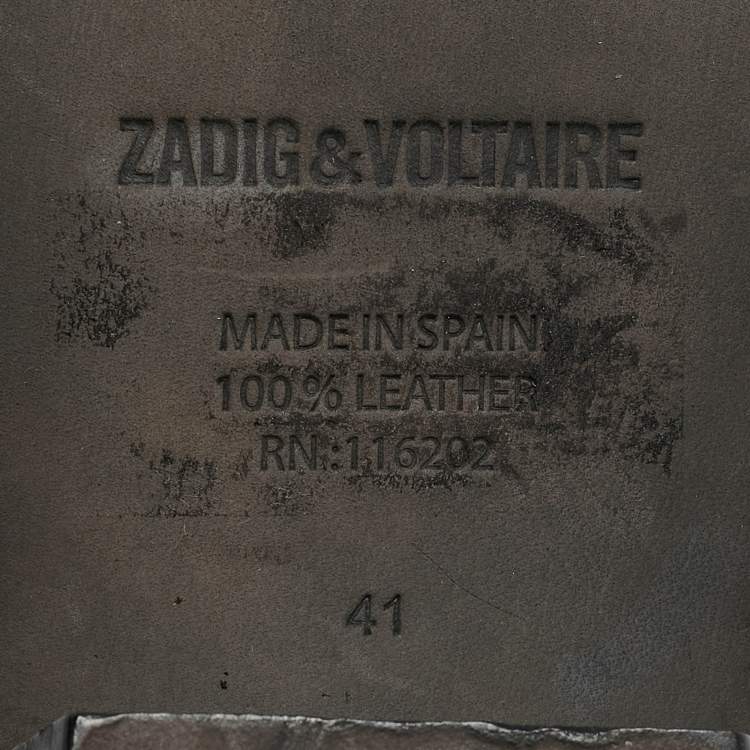 ZADIG & VOLTAIRE
MADE IN SPAIN
100% LEATHER
RN.:116202
41